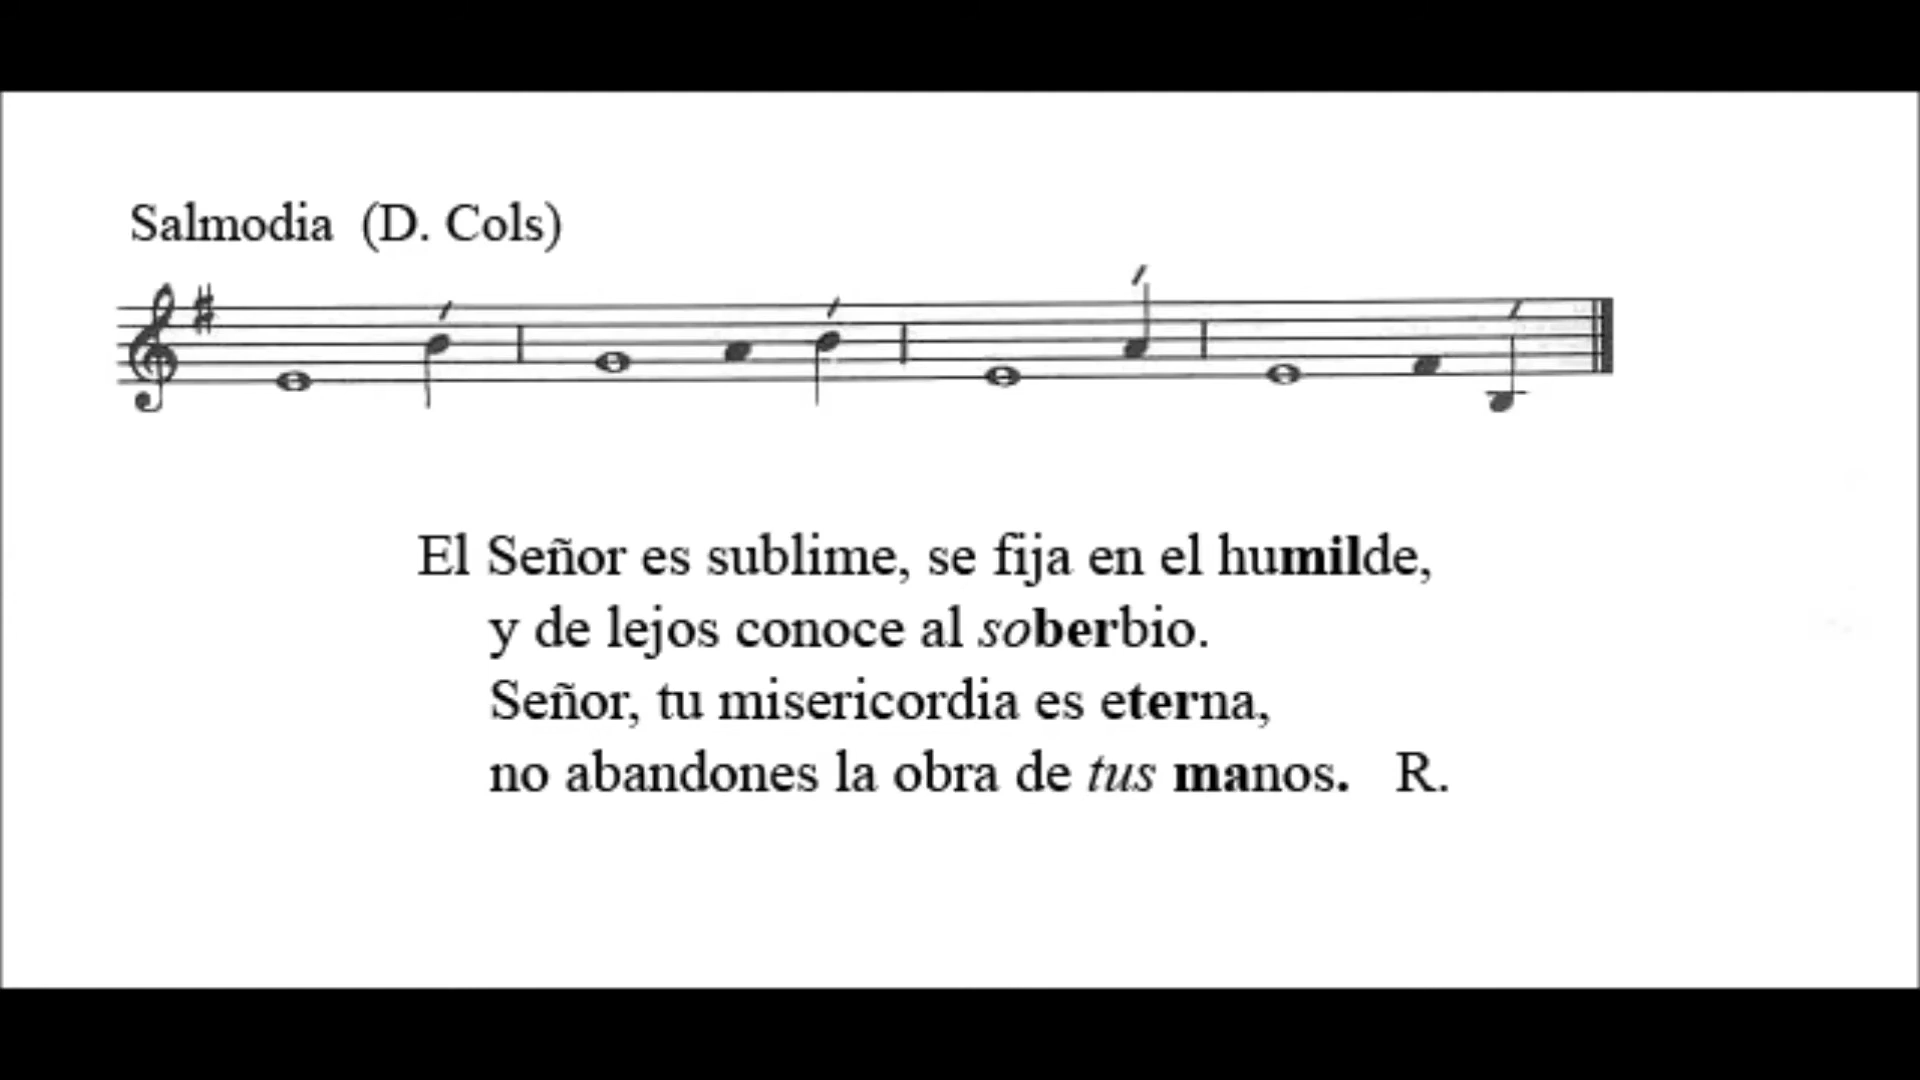 Salmodia (D. Cols)
El Señor es sublime, se fija en el humilde,
y de lejos conoce al soberbio.
Señor, tu misericordia es eterna,
no abandones la obra de tus manos. R.